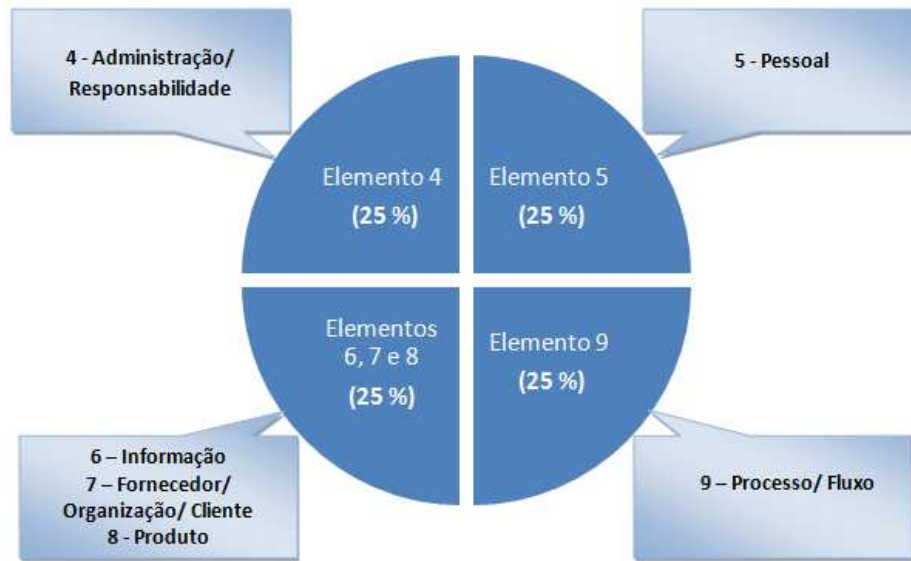 4 - Administração/
Responsabilidade
5 - Pessoal
Elemento 4
(25 %)
Elemento 5
(25 %)
Elementos
6, 7 e 8
(25 %)
Elemento 9
(25 %)
6 – Informação
7 – Fornecedor/
Organização/ Cliente
8 - Produto
9 – Processo/ Fluxo